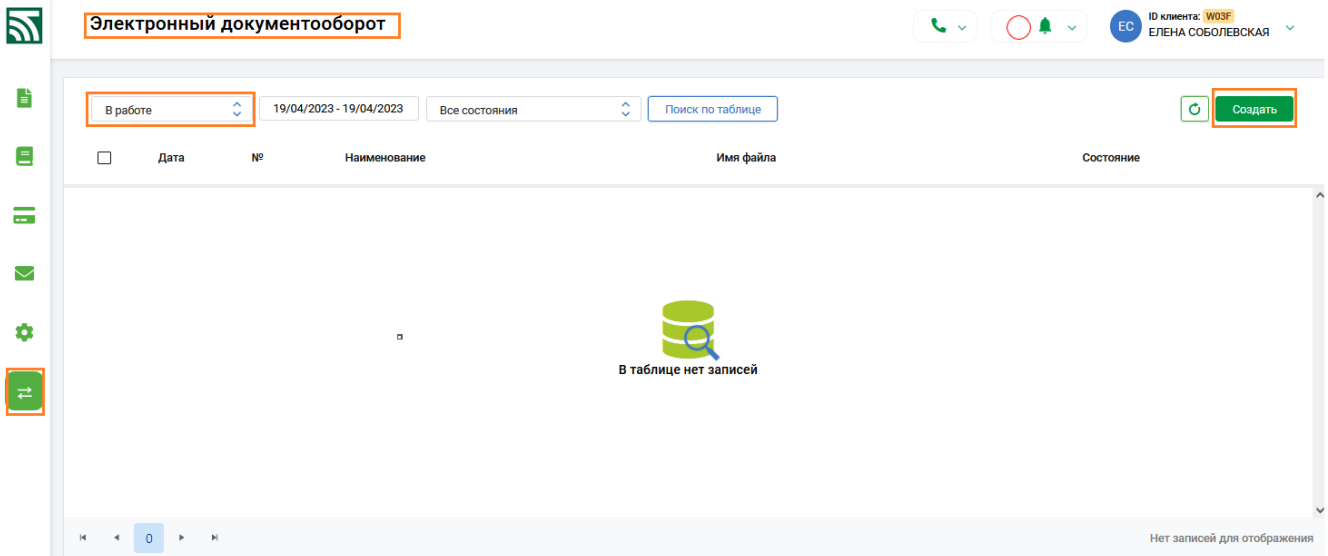 Электронный документооборот
ID клиента: W03F
ЕС ЕЛЕНА СОБОЛЕВСКАЯ
В работе 19/04/2023 - 19/04/2023 Все состояния Поиск по таблице Создать
Дата № Наименование Имя файла Состояние
В таблице нет записей
0 Нет записей для отображения